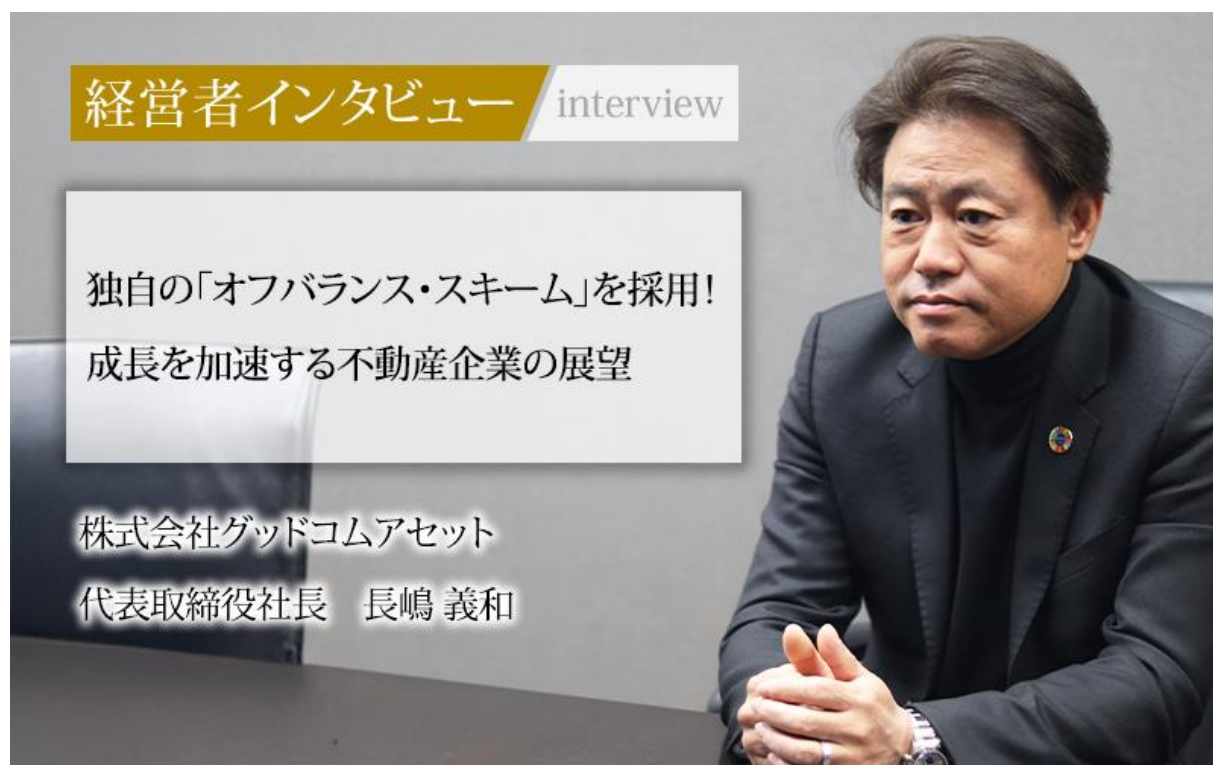 経営者インタビュー interview
独自の「オフバランス・スキーム」を採用!
成長を加速する不動産企業の展望
株式会社グッドコムアセット
代表取締役社長　長嶋 義和